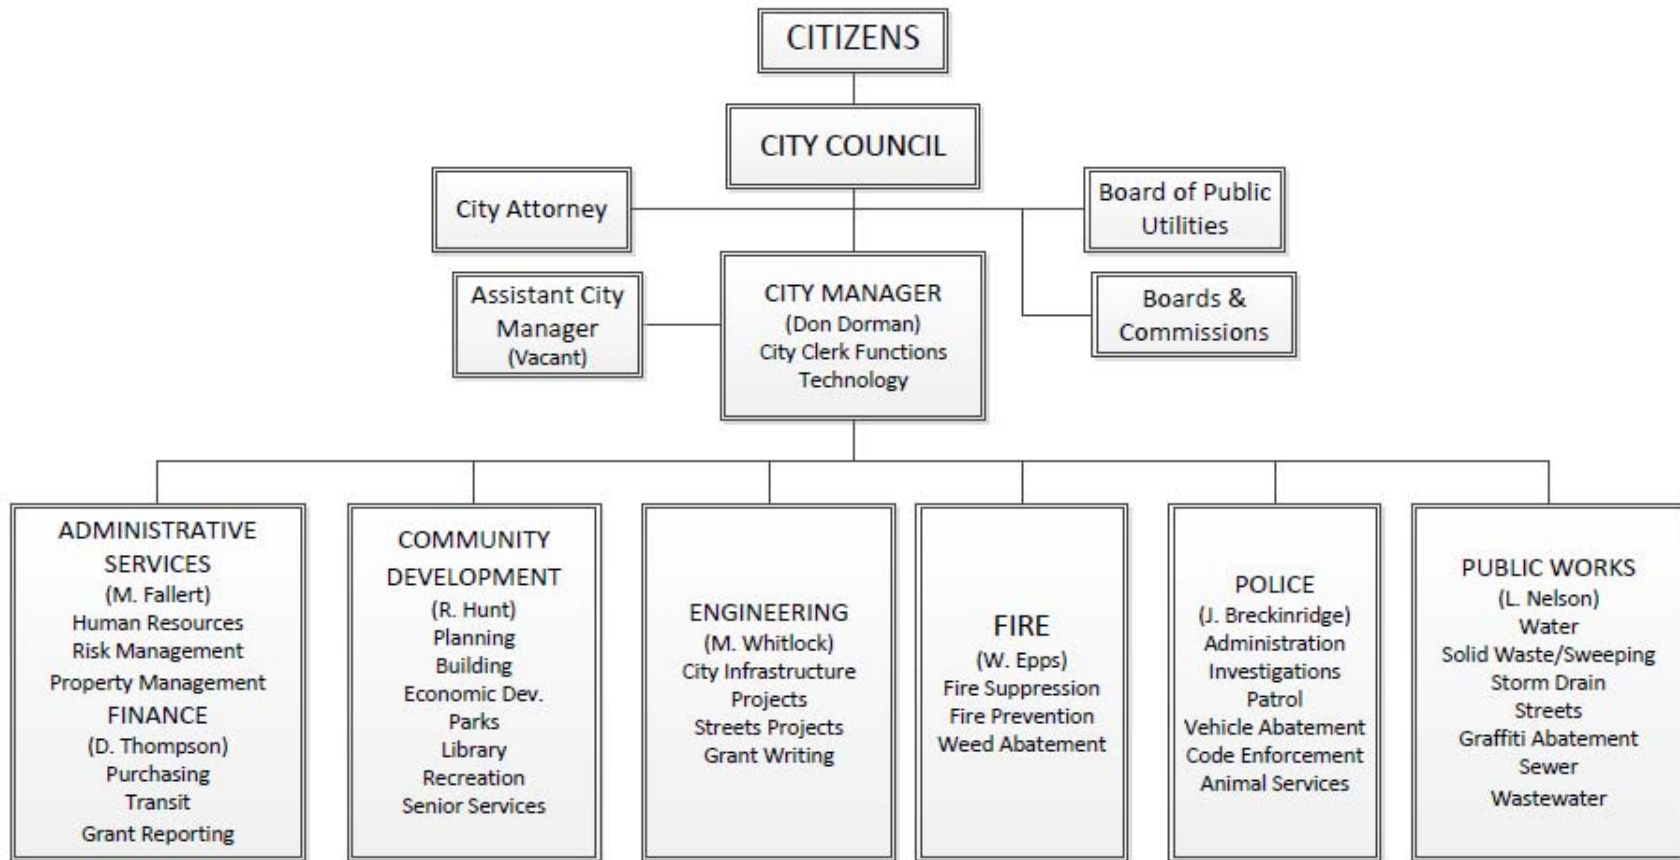 CITIZENS
CITY COUNCIL
City Attorney
Board of Public
Utilities
Assistant City
Manager
(Vacant)
CITY MANAGER
(Don Dorman)
City Clerk Functions
Technology
Boards &
Commissions
ADMINISTRATIVE
SERVICES
(M. Fallert)
Human Resources
Risk Management
Property Management
FINANCE
(D. Thompson)
Purchasing
Transit
Grant Reporting
COMMUNITY
DEVELOPMENT
(R. Hunt)
Planning
Building
Economic Dev.
Parks
Library
Recreation
Senior Services
ENGINEERING
(M. Whitlock)
City Infrastructure
Projects
Streets Projects
Grant Writing
FIRE
(W. Epps)
Fire Suppression
Fire Prevention
Weed Abatement
POLICE
(J. Breckinridge)
Administration
Investigations
Patrol
Vehicle Abatement
Code Enforcement
Animal Services
PUBLIC WORKS
(L. Nelson)
Water
Solid Waste/Sweeping
Storm Drain
Streets
Graffiti Abatement
Sewer
Wastewater